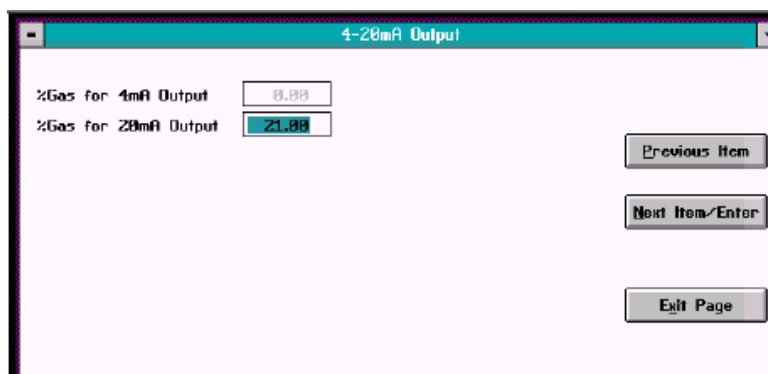 4-20mA Output
%Gas for 4mA Output 0.00
%Gas for 20mA Output 21.00
Previous Item
Next Item/Enter
Exit Page